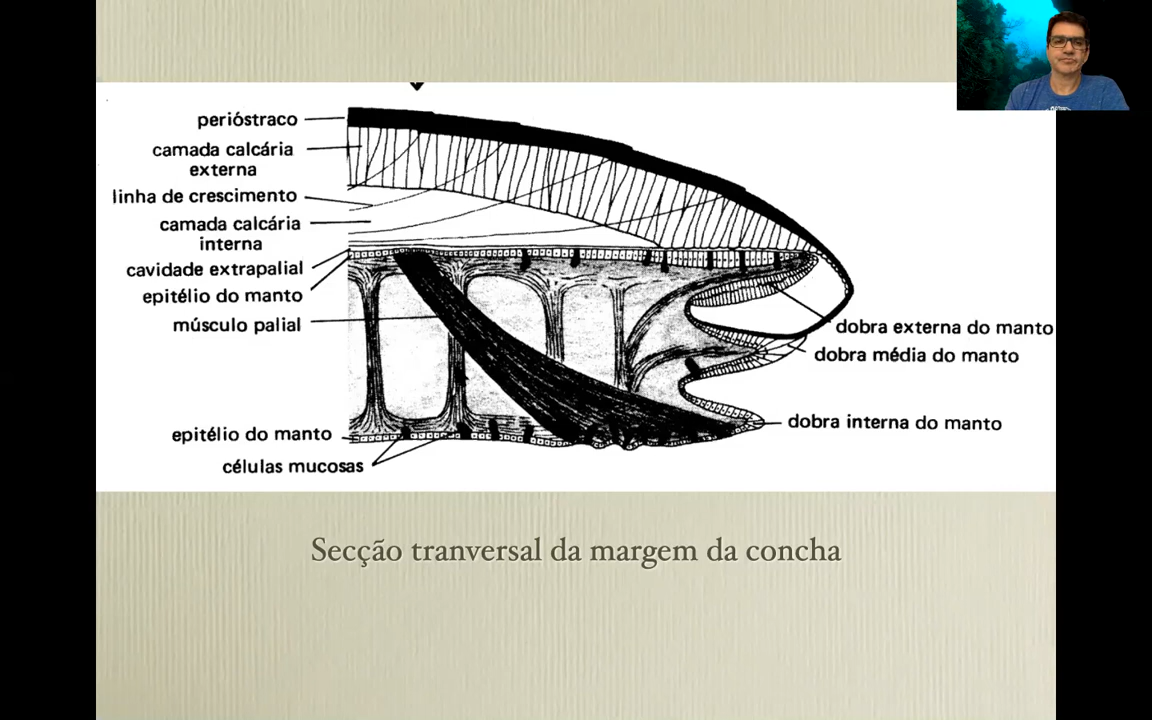 perióstraco
camada calcária
externa
linha de crescimento
camada calcária
interna
cavidade extrapalial
epitélio do manto
músculo palial
dobra externa do manto
dobra média do manto
dobra interna do manto
epitélio do manto
células mucosas
Secção tranversal da margem da concha